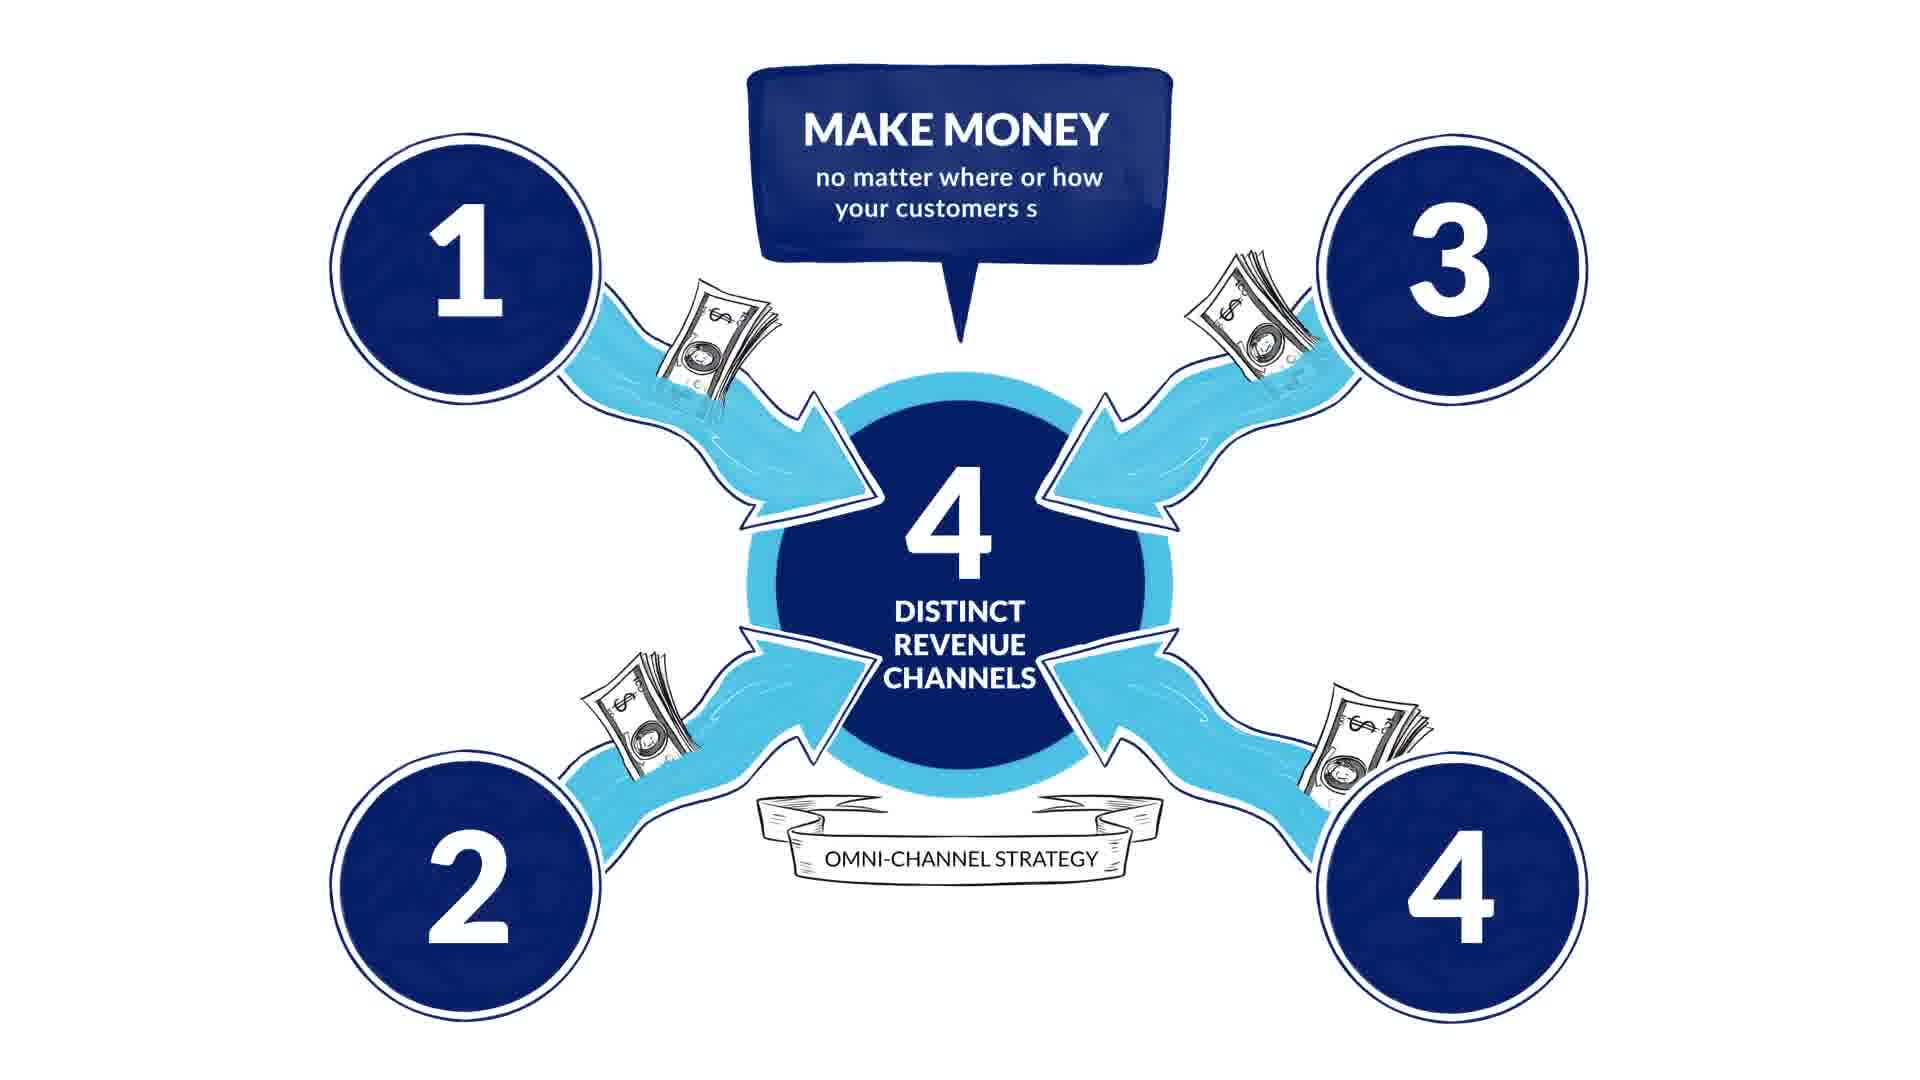 MAKE MONEY
no matter where or how
your customers s
1
3
4
DISTINCT
REVENUE
CHANNELS
2
4
OMNI-CHANNEL STRATEGY